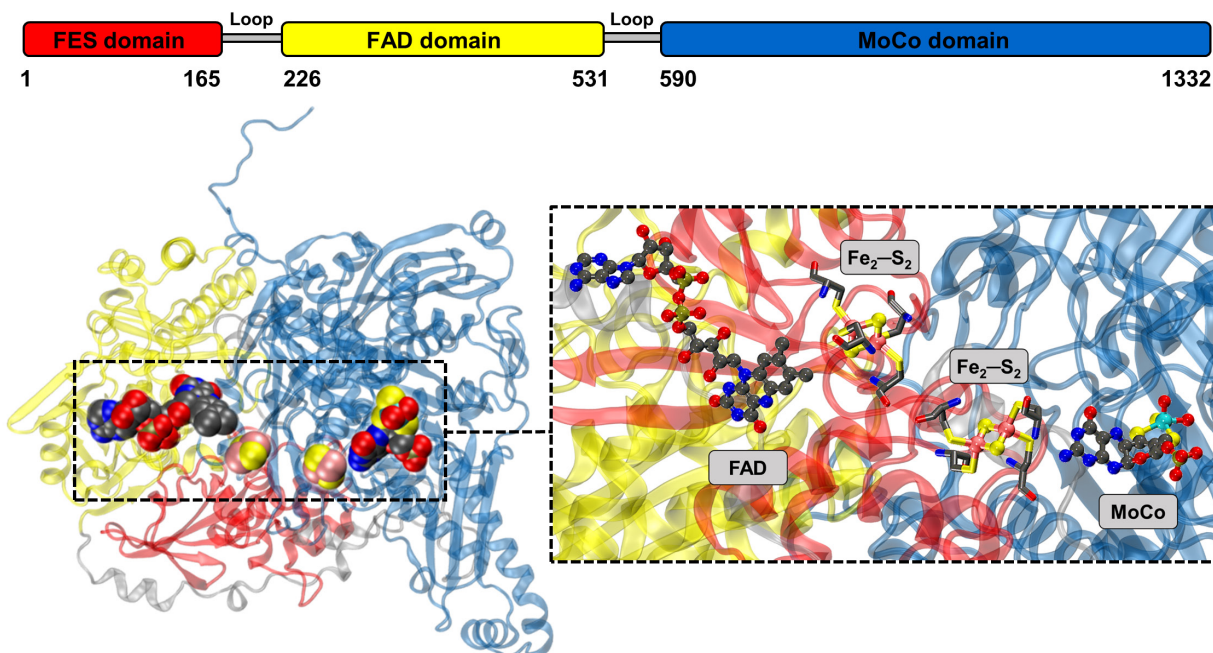 Loop
Loop
FES domain
FAD domain
MoCo domain
1
165
226
531
590
1332
Fe₂—S₂
Fe₂—S₂
FAD
MoCo